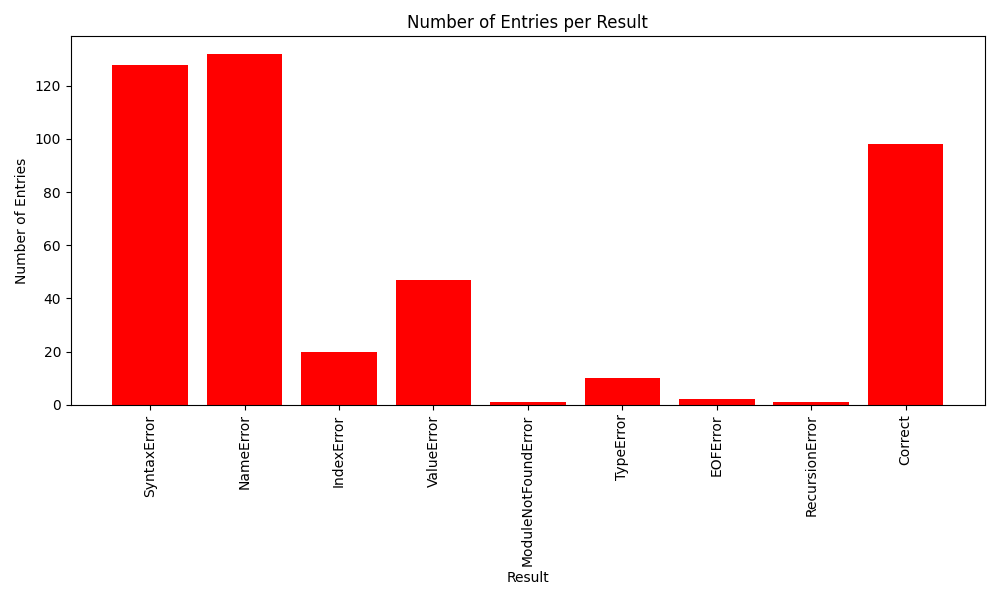 Number of Entries per Result
Number of Entries
120
100
80
60
40
20
0
SyntaxError
NameError
IndexError
ValueError
ModuleNotFoundError
TypeError
EOFError
RecursionError
Correct
Result